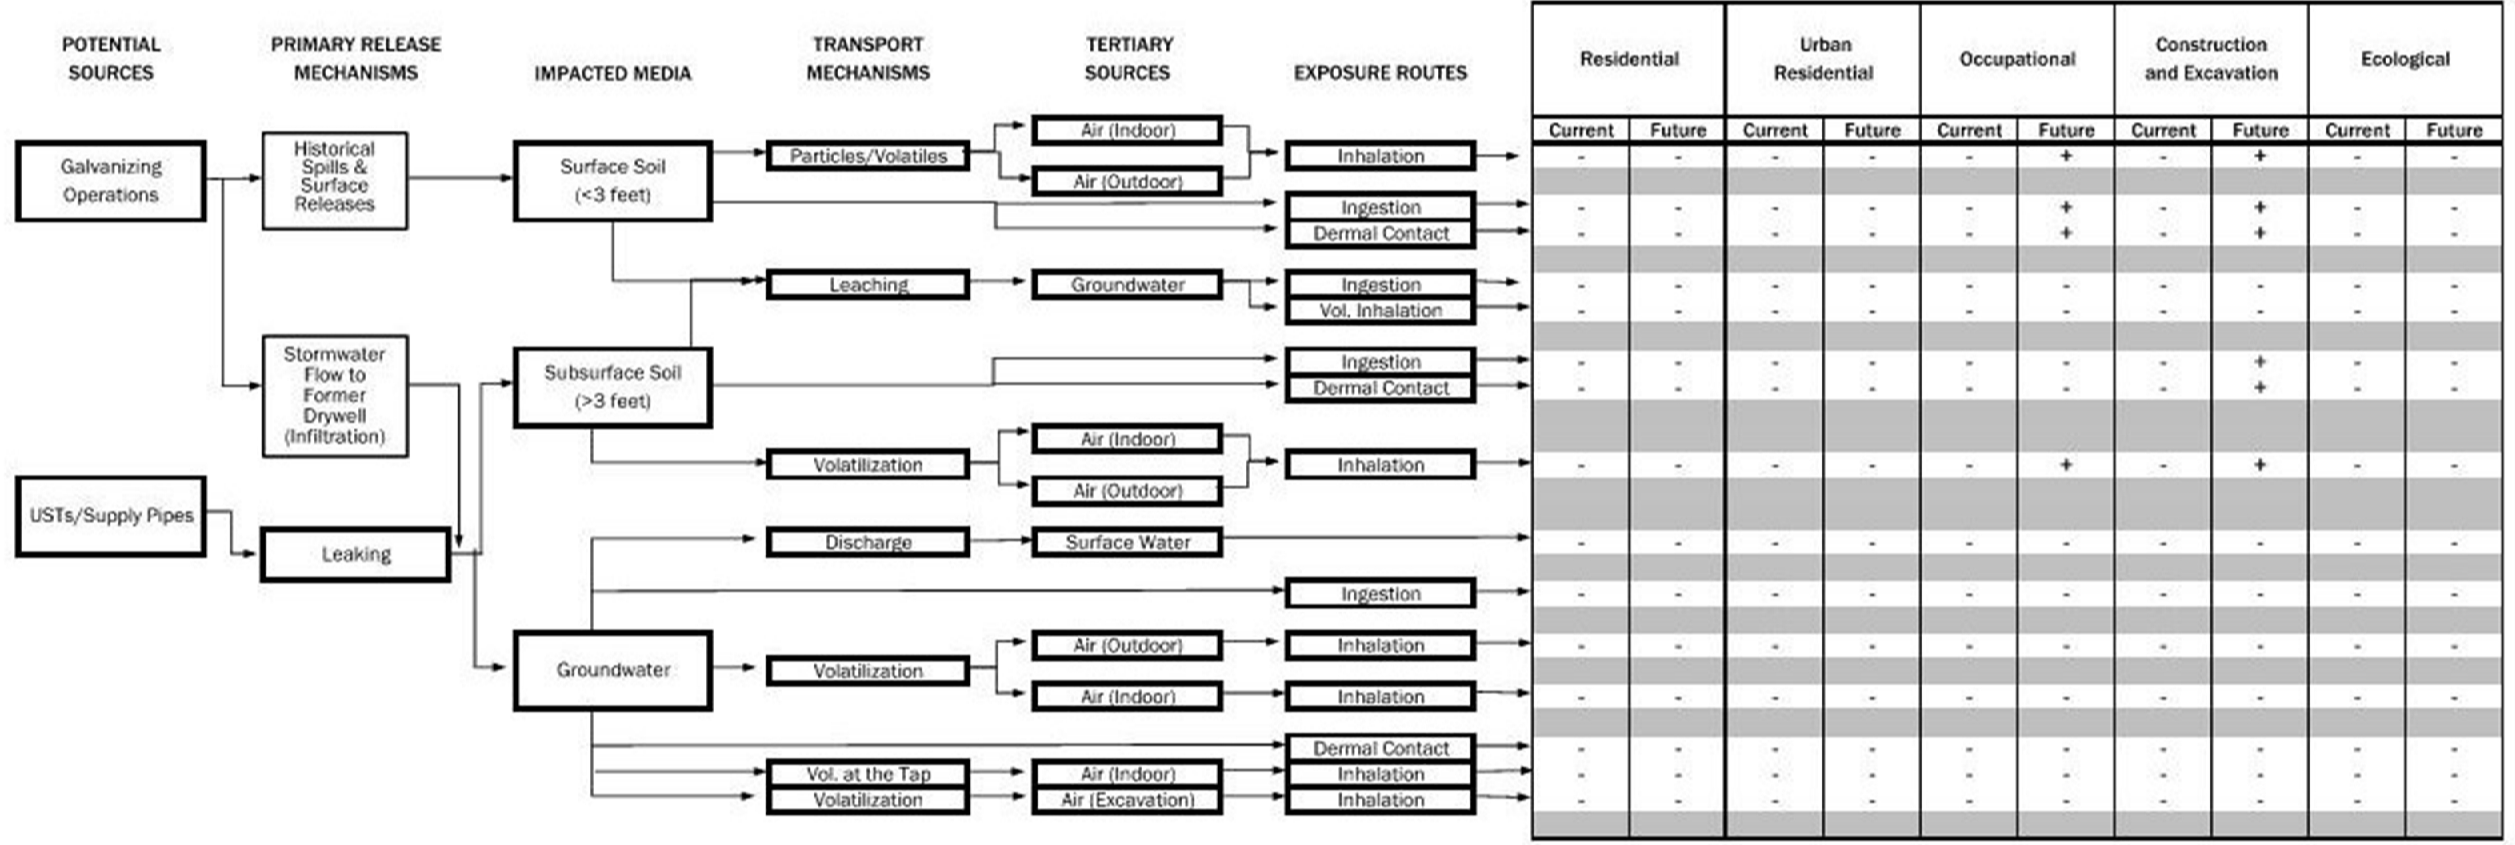 POTENTIAL
SOURCES
PRIMARY RELEASE
MECHANISMS
IMPACTED MEDIA
TRANSPORT
MECHANISMS
TERTIARY
SOURCES
EXPOSURE ROUTES
Residential
Urban
Residential
Occupational
Construction
and Excavation
Ecological
Current Future Current Future Current Future Current Future Current Future
Galvanizing
Operations
Historical
Spills &
Surface
Releases
Surface Soil
(<3 feet)
Particles/Volatiles
Air (Indoor)
Air (Outdoor)
Inhalation
- - - - - + - + - -
Ingestion
- - - - - + - + - -
Dermal Contact
- - - - - + - + - -
Leaching
Groundwater
Ingestion
- - - - - - - - - -
Vol. Inhalation
- - - - - - - - - -
Stormwater
Flow to
Former
Drywell
(Infiltration)
Subsurface Soil
(>3 feet)
Ingestion
- - - - - - - + - -
Dermal Contact
- - - - - - - + - -
Volatilization
Air (Indoor)
Air (Outdoor)
Inhalation
- - - - - + - + - -
USTs/Supply Pipes
Leaking
Discharge
Surface Water
- - - - - - - - - -
Ingestion
- - - - - - - - - -
Groundwater
Volatilization
Air (Outdoor)
Inhalation
- - - - - - - - - -
Air (Indoor)
Inhalation
- - - - - - - - - -
Dermal Contact
- - - - - - - - - -
Vol. at the Tap
Air (Indoor)
Inhalation
- - - - - - - - - -
Volatilization
Air (Excavation)
Inhalation
- - - - - - - - - -